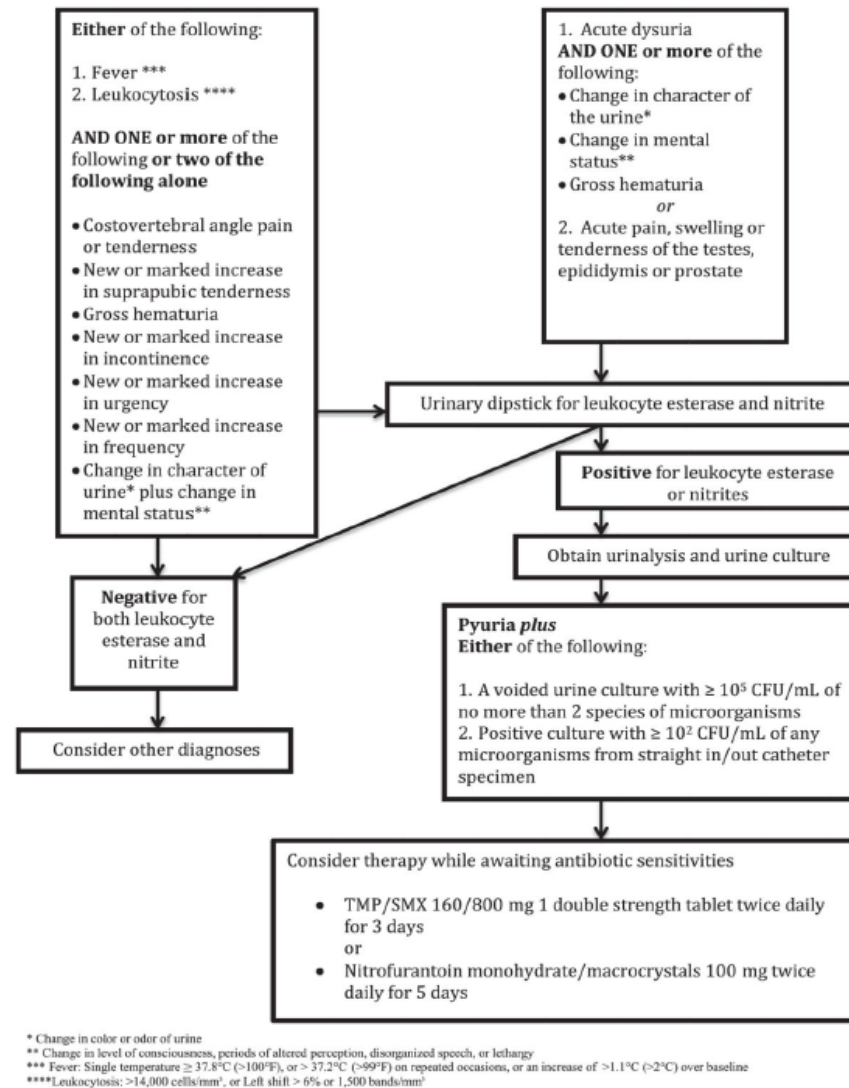 Either of the following:
1. Fever ***
2. Leukocytosis ****
AND ONE or more of the
following or two of the
following alone
• Costovertebral angle pain
or tenderness
• New or marked increase
in suprapubic tenderness
• Gross hematuria
• New or marked increase
in incontinence
• New or marked increase
in urgency
• New or marked increase
in frequency
• Change in character of
urine* plus change in
mental status**
1. Acute dysuria
AND ONE or more of the
following:
• Change in character of
the urine*
• Change in mental
status**
• Gross hematuria
or
2. Acute pain, swelling or
tenderness of the testes,
epididymis or prostate
Urinary dipstick for leukocyte esterase and nitrite
Positive for leukocyte esterase
or nitrites
Obtain urinalysis and urine culture
Negative for
both leukocyte
esterase and
nitrite
Consider other diagnoses
Pyuria plus
Either of the following:
1. A voided urine culture with ≥ 10⁵ CFU/mL of
no more than 2 species of microorganisms
2. Positive culture with ≥ 10² CFU/mL of any
microorganisms from straight in/out catheter
specimen
Consider therapy while awaiting antibiotic sensitivities
• TMP/SMX 160/800 mg 1 double strength tablet twice daily
for 3 days
or
• Nitrofurantoin monohydrate/macrocrystals 100 mg twice
daily for 5 days
* Change in color or odor of urine
** Change in level of consciousness, periods of altered perception, disorganized speech, or lethargy
*** Fever: Single temperature ≥ 37.8°C (>100°F), or > 37.2°C (>99°F) on repeated occasions, or an increase of >1.1°C (>2°C) over baseline
****Leukocytosis: >14,000 cells/mm³, or Left shift > 6% or 1,500 bands/mm³